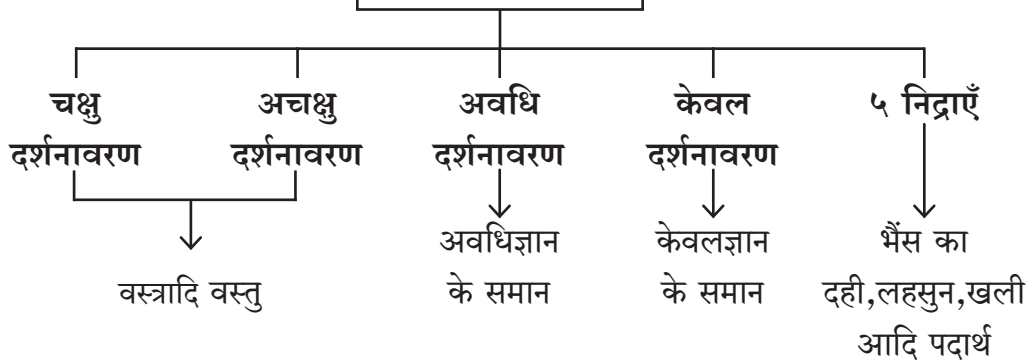 चक्षु
दर्शनावरण
अचक्षु
दर्शनावरण
अवधि
दर्शनावरण
केवल
दर्शनावरण
५ निद्राएँ
वस्त्रादि वस्तु
अवधिज्ञान
के समान
केवलज्ञान
के समान
भैंस का
दही,लहसुन,खली
आदि पदार्थ